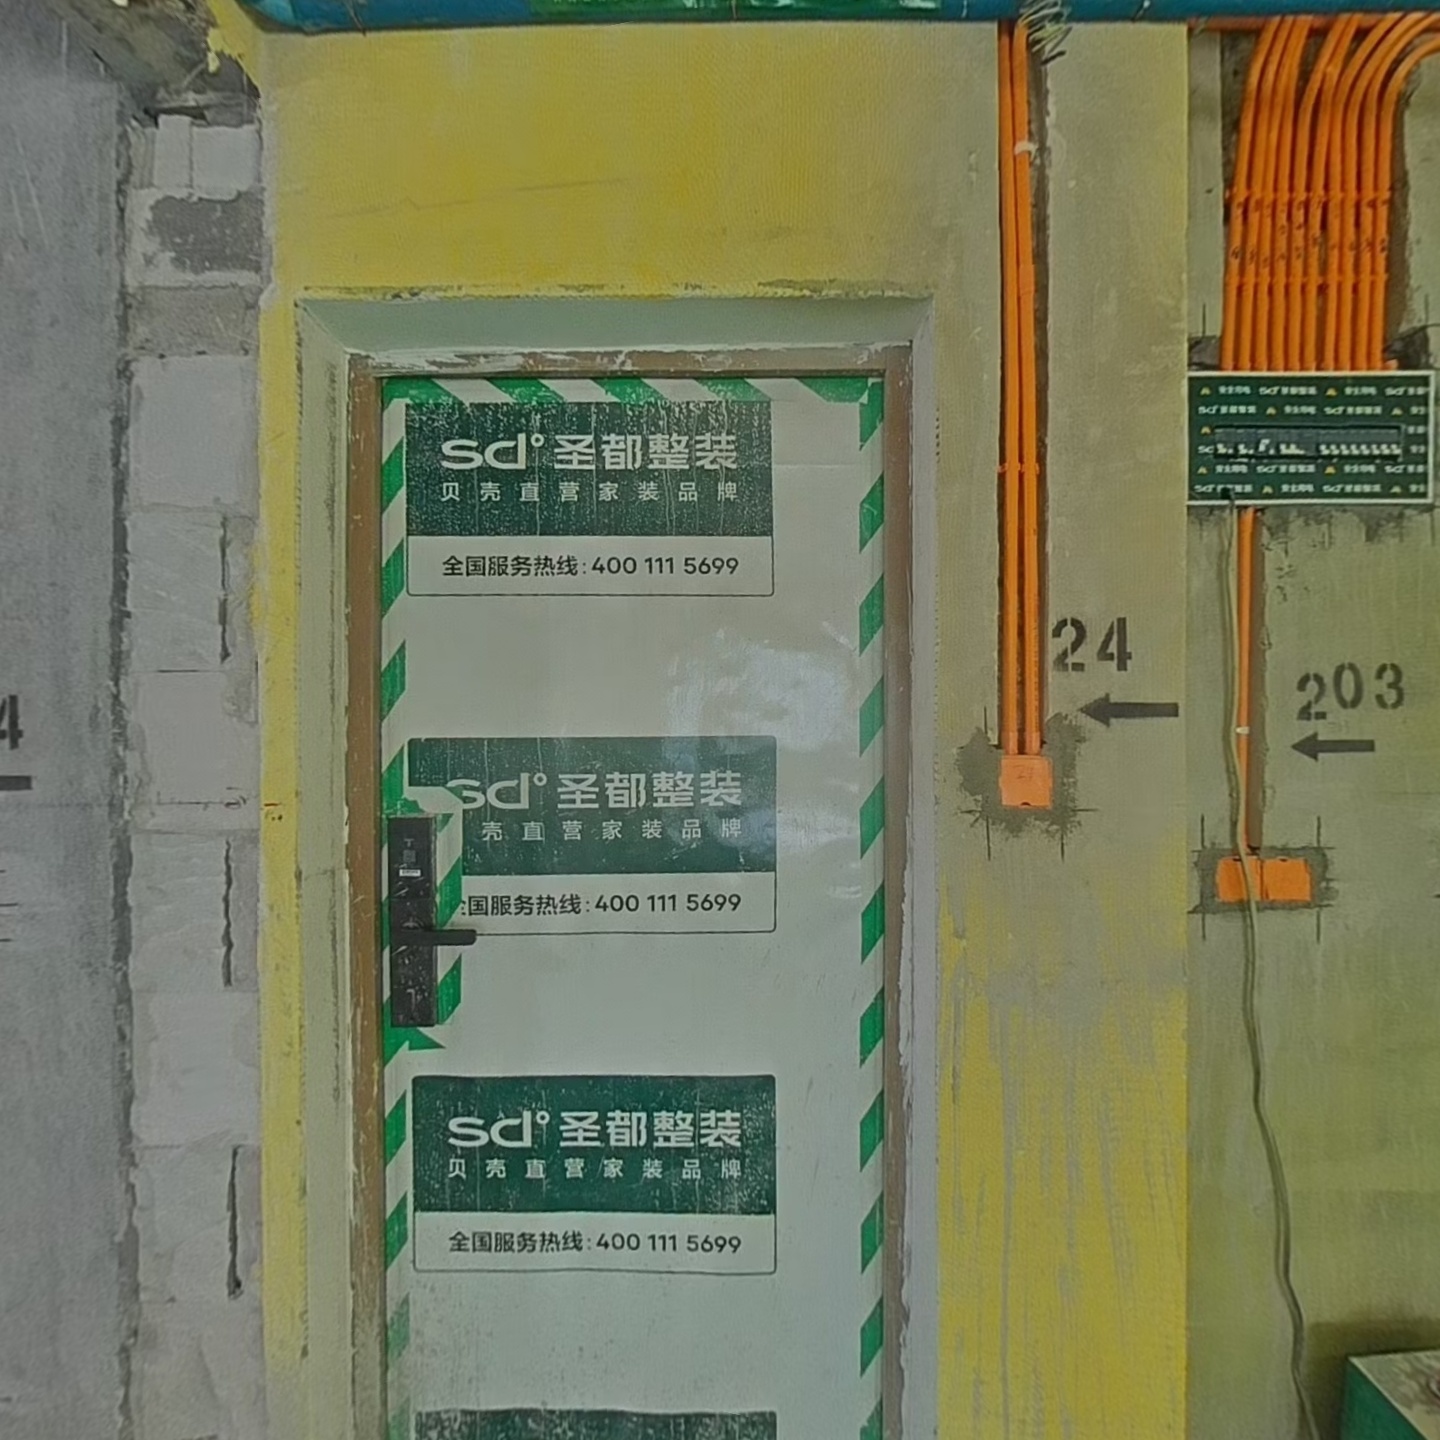 sd° 圣都整装
贝壳直营家装品牌
全国服务热线:400 111 5699
sd° 圣都整装
壳直营家装品牌
国服务热线:400 111 5699
sd° 圣都整装
贝壳直营家装品牌
全国服务热线:400 111 5699
24
203
4